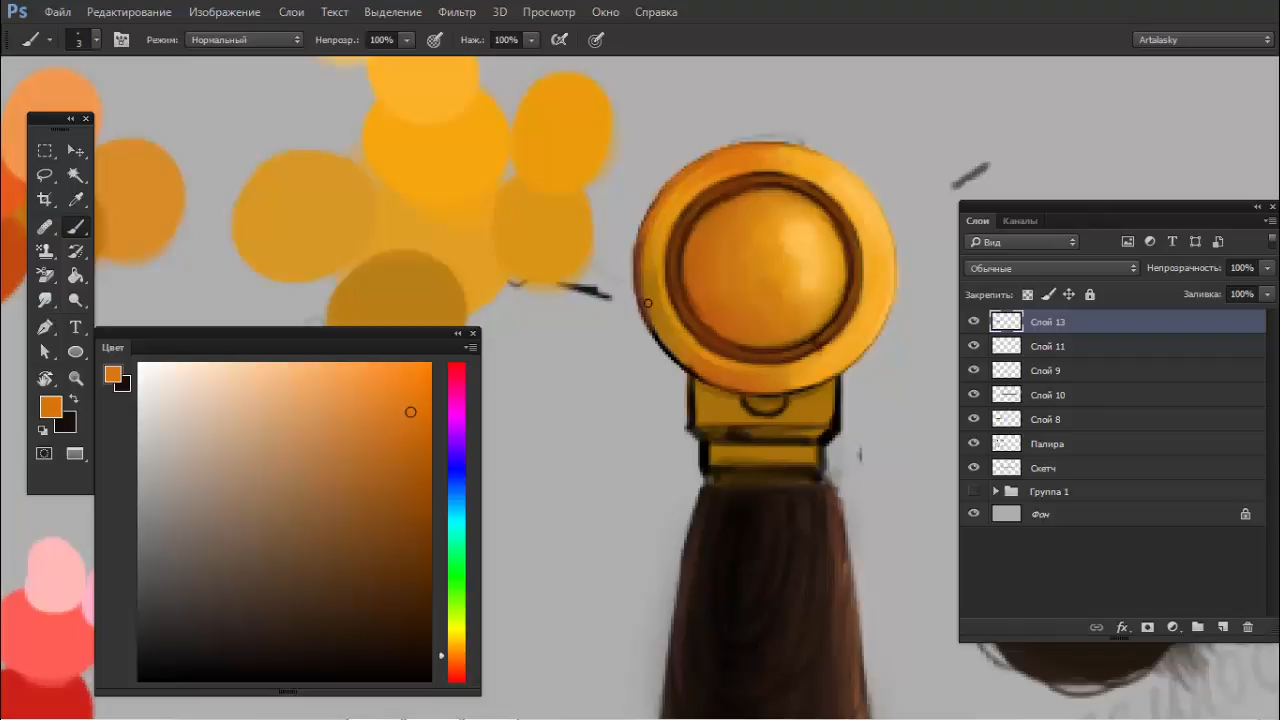 Ps Файл Редактирование Изображение Слои Текст Выделение Фильтр 3D Просмотр Окно Справка
3 Режим: Нормальный Непрозр.: 100% Наж.: 100% Artalasky
Цвет
Слои Каналы
Вид
Обычные Непрозрачность: 100%
Закрепить: Заливка: 100%
Слой 13
Слой 11
Слой 9
Слой 10
Слой 8
Палира
Скетч
Группа 1
Фон
fx